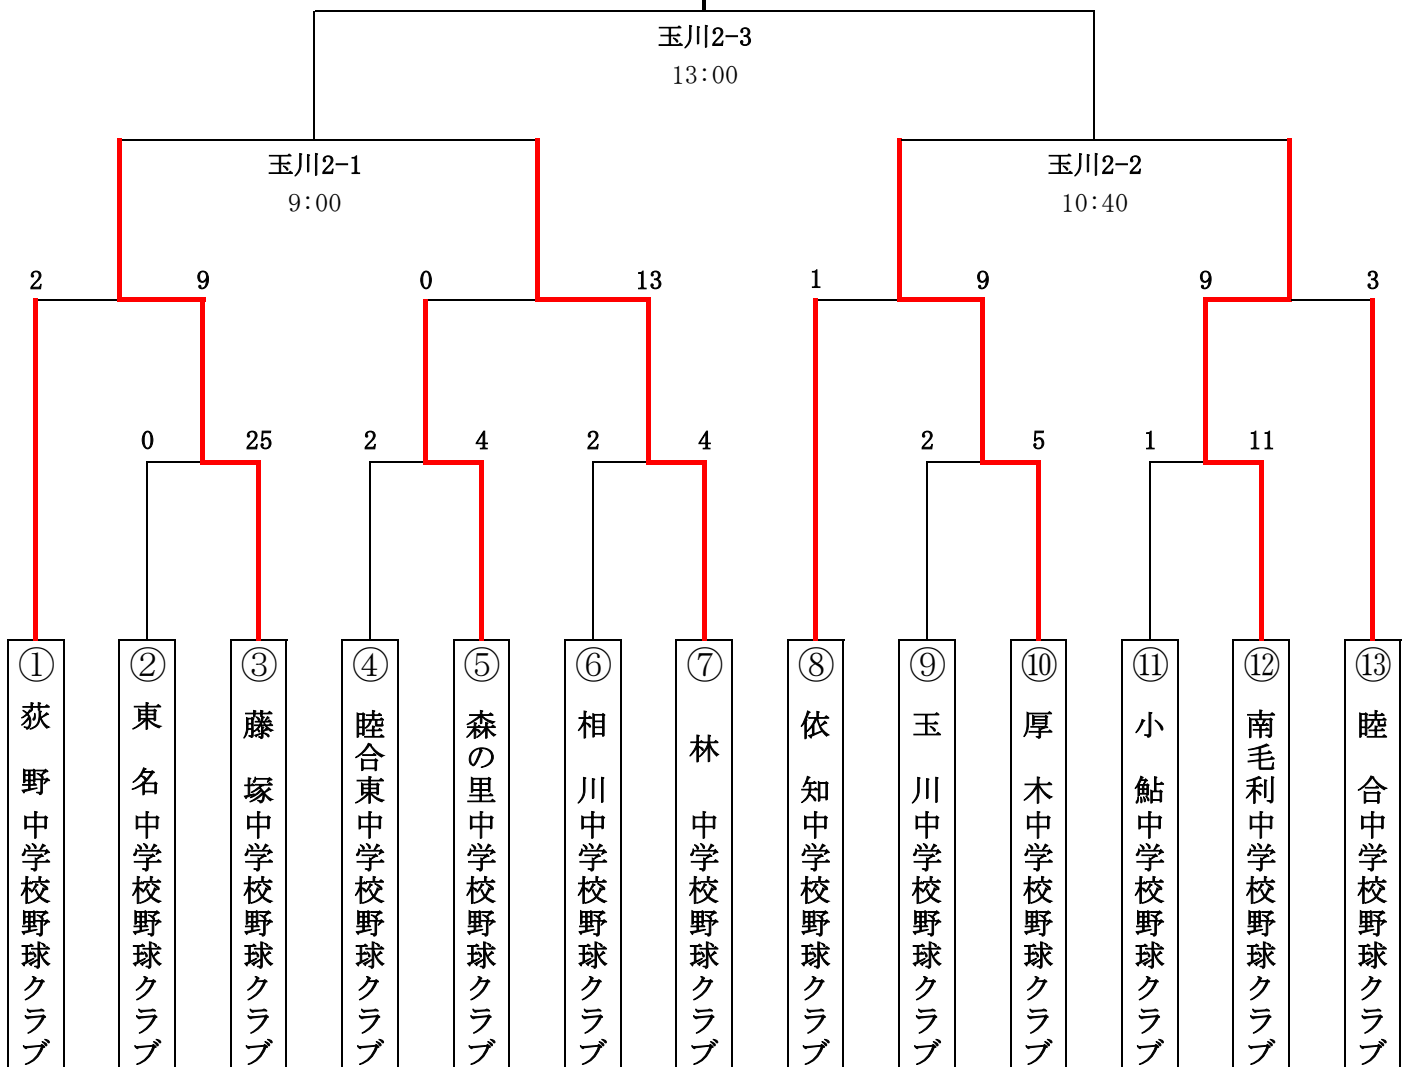 玉川2-3
13:00
玉川2-1
9:00
玉川2-2
10:40
2
9
0
13
1
9
9
3
0
25
2
4
2
4
2
5
1
11
①荻野中学校野球クラブ
②東名中学校野球クラブ
③藤塚中学校野球クラブ
④睦合東中学校野球クラブ
⑤森の里中学校野球クラブ
⑥相川中学校野球クラブ
⑦林中学校野球クラブ
⑧依知中学校野球クラブ
⑨玉川中学校野球クラブ
⑩厚木中学校野球クラブ
⑪小鮎中学校野球クラブ
⑫南毛利中学校野球クラブ
⑬睦合中学校野球クラブ